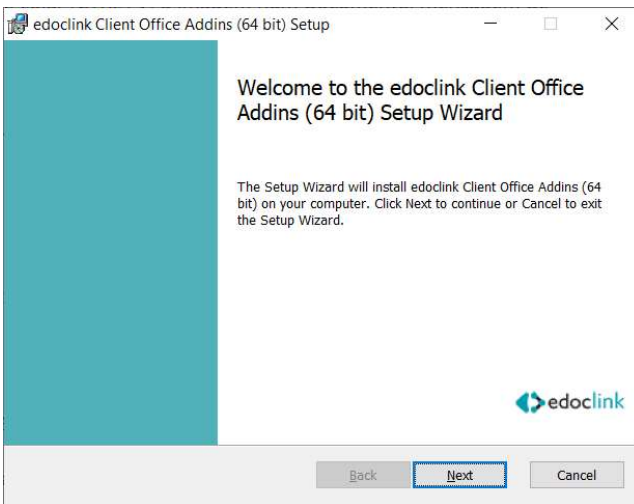 edoclink Client Office Addins (64 bit) Setup
Welcome to the edoclink Client Office
Addins (64 bit) Setup Wizard
The Setup Wizard will install edoclink Client Office Addins (64
bit) on your computer. Click Next to continue or Cancel to exit
the Setup Wizard.
edoclink
Back Next Cancel